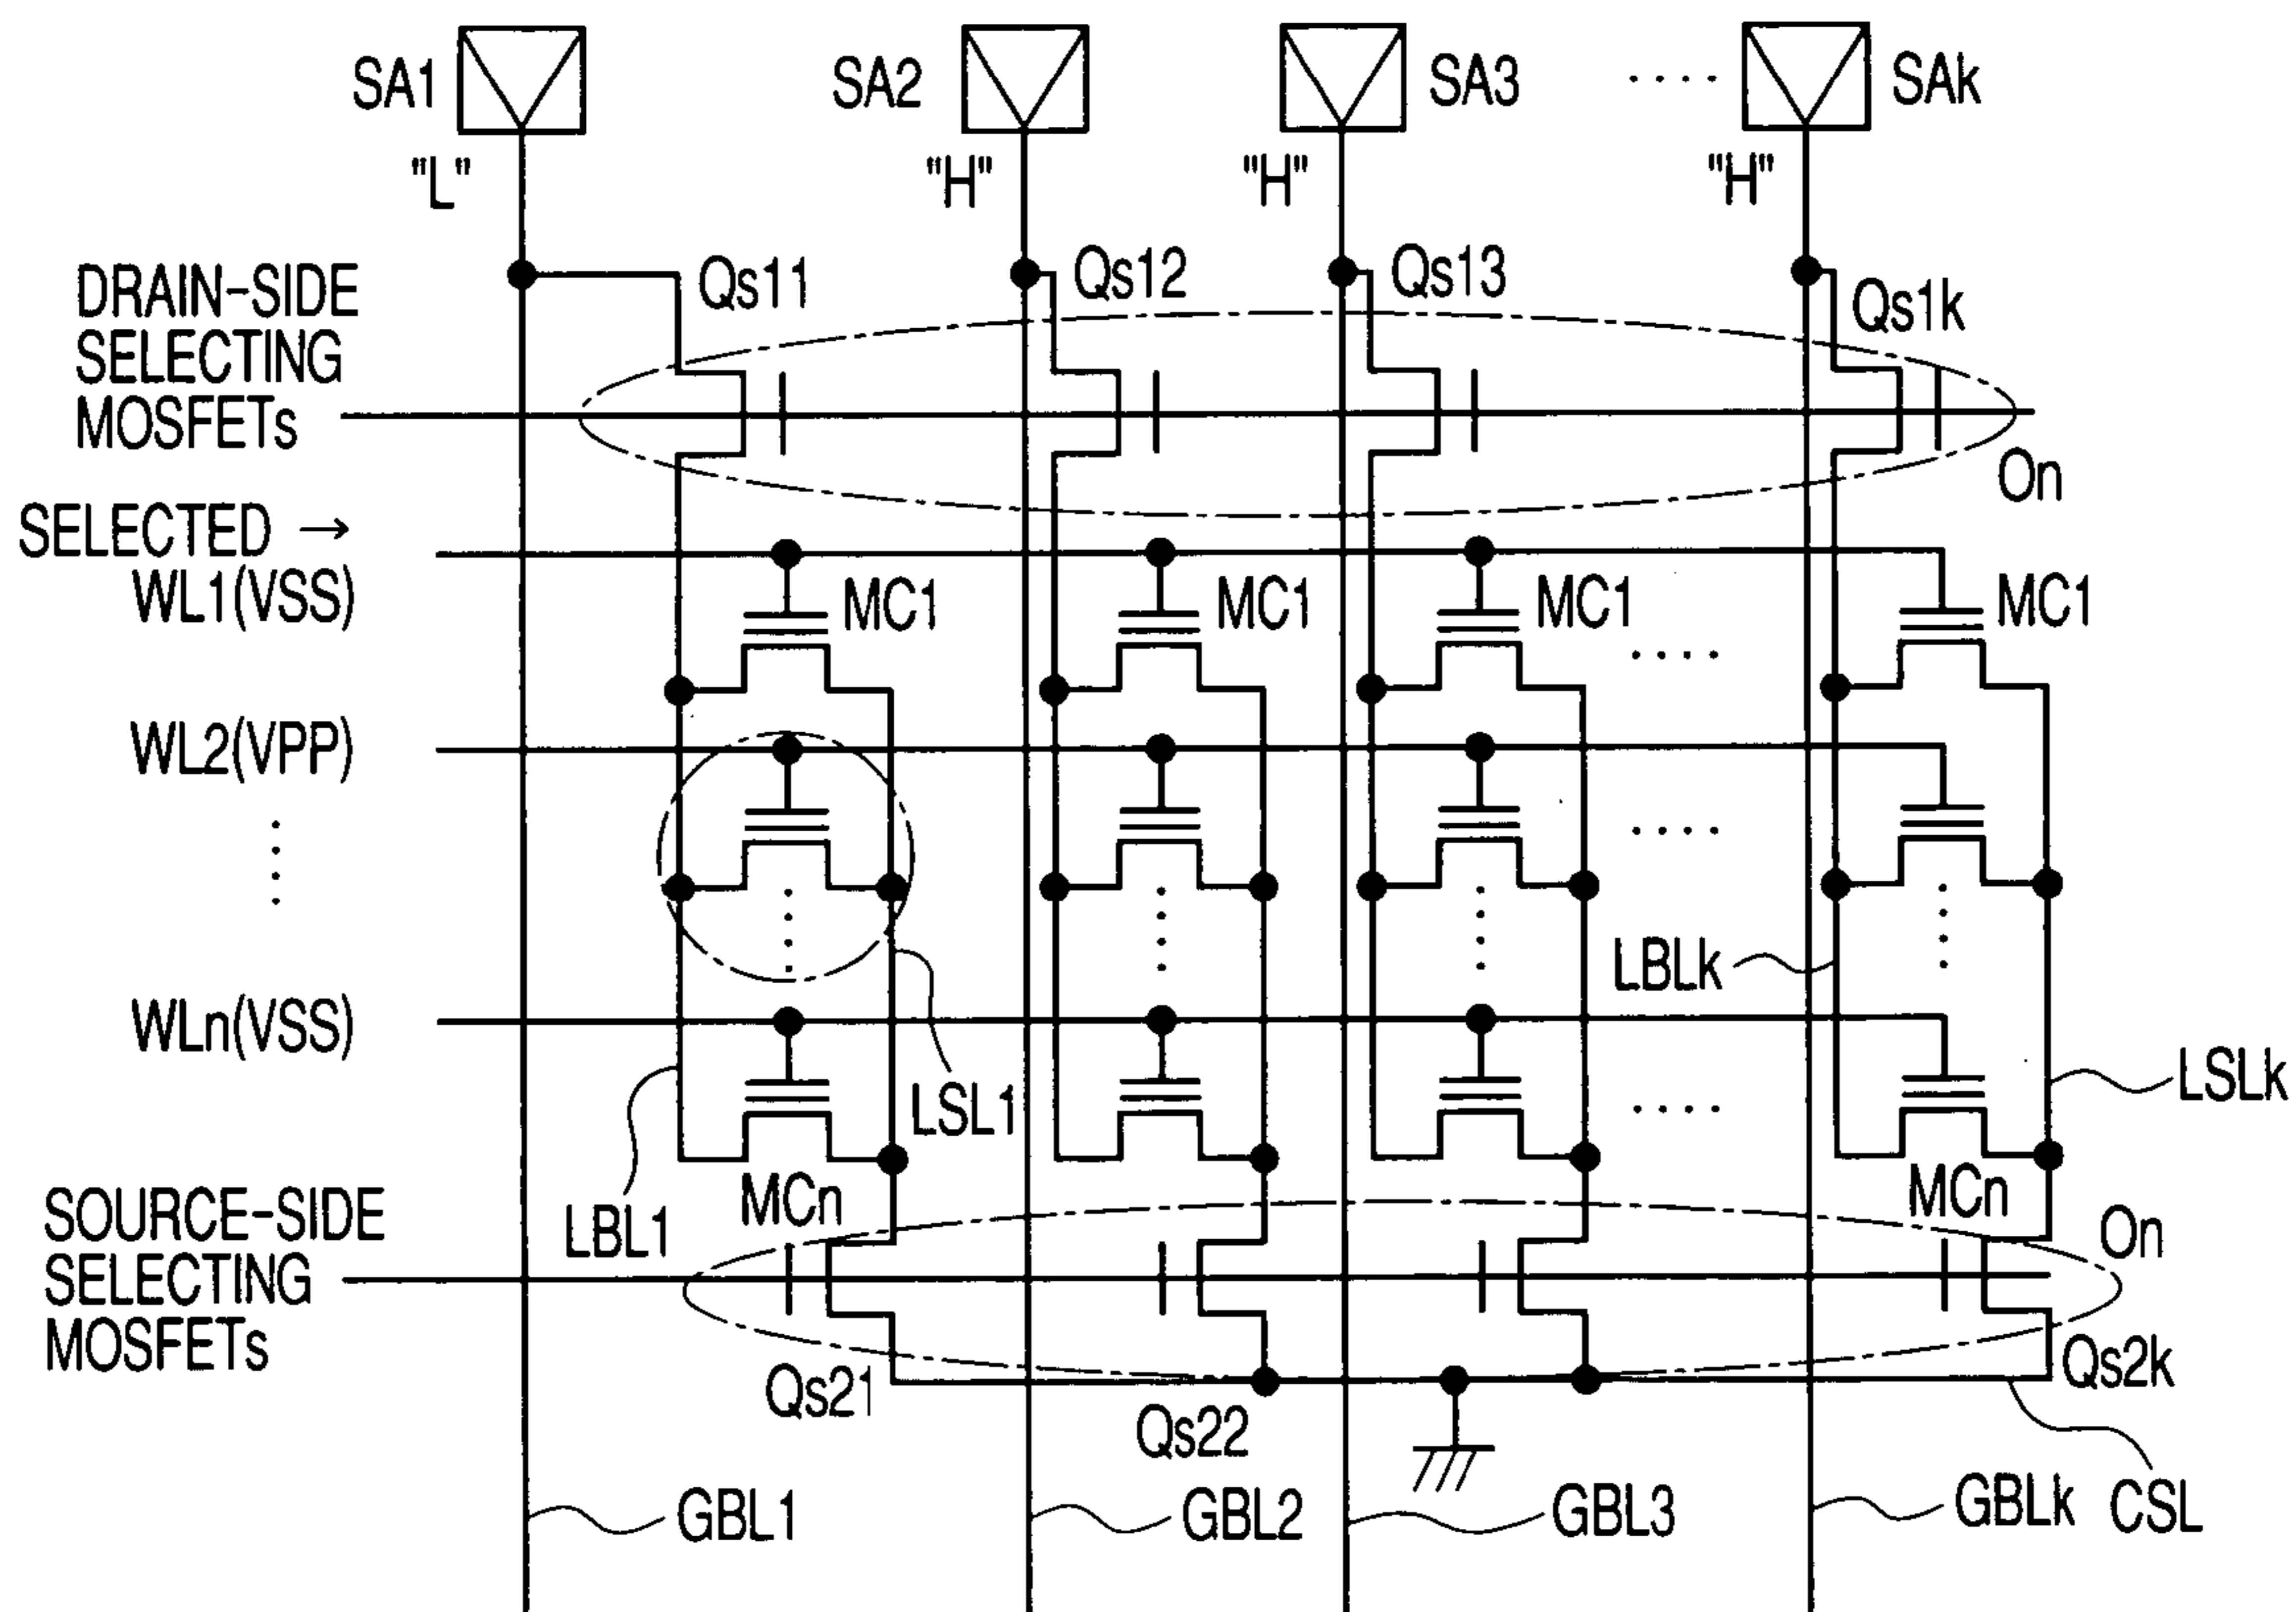 SA1
SA2
SA3
....
SAk
"L"
"H"
"H"
"H"
DRAIN-SIDE
SELECTING
MOSFETs
Qs11
Qs12
Qs13
Qs1k
On
SELECTED →
WL1(VSS)
MC1
MC1
MC1
....
MC1
WL2(VPP)
....
LBLk
WLn(VSS)
LSL1
....
LSLk
LBL1
MCn
MCn
SOURCE-SIDE
SELECTING
MOSFETs
On
Qs21
Qs22
Qs2k
GBL1
GBL2
GBL3
GBLk
CSL